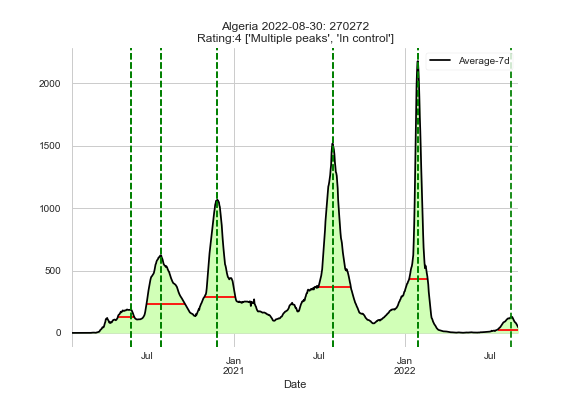 Algeria 2022-08-30: 270272
Rating:4 ['Multiple peaks', 'In control']
Average-7d
2000
1500
1000
500
0
Jul
Jan
2021
Jul
Jan
2022
Jul
Date